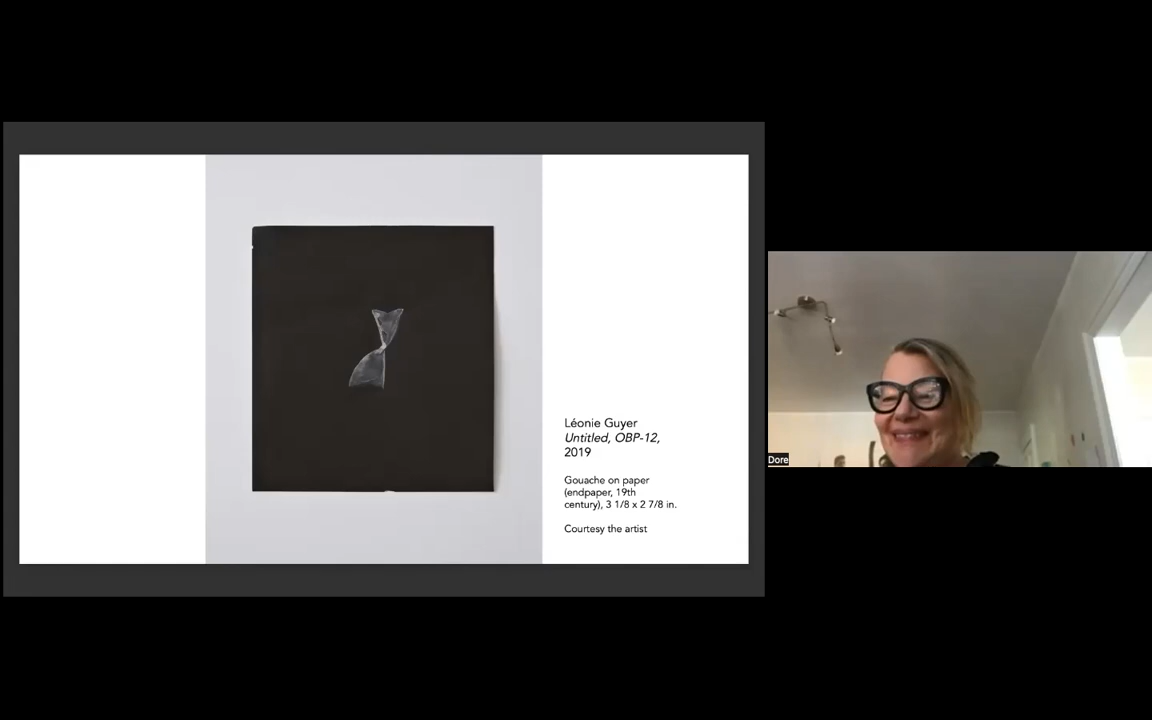 Léonie Guyer
Untitled, OBP-12,
2019
Gouache on paper
(endpaper, 19th
century), 3 1/8 x 2 7/8 in.
Courtesy the artist
Dore